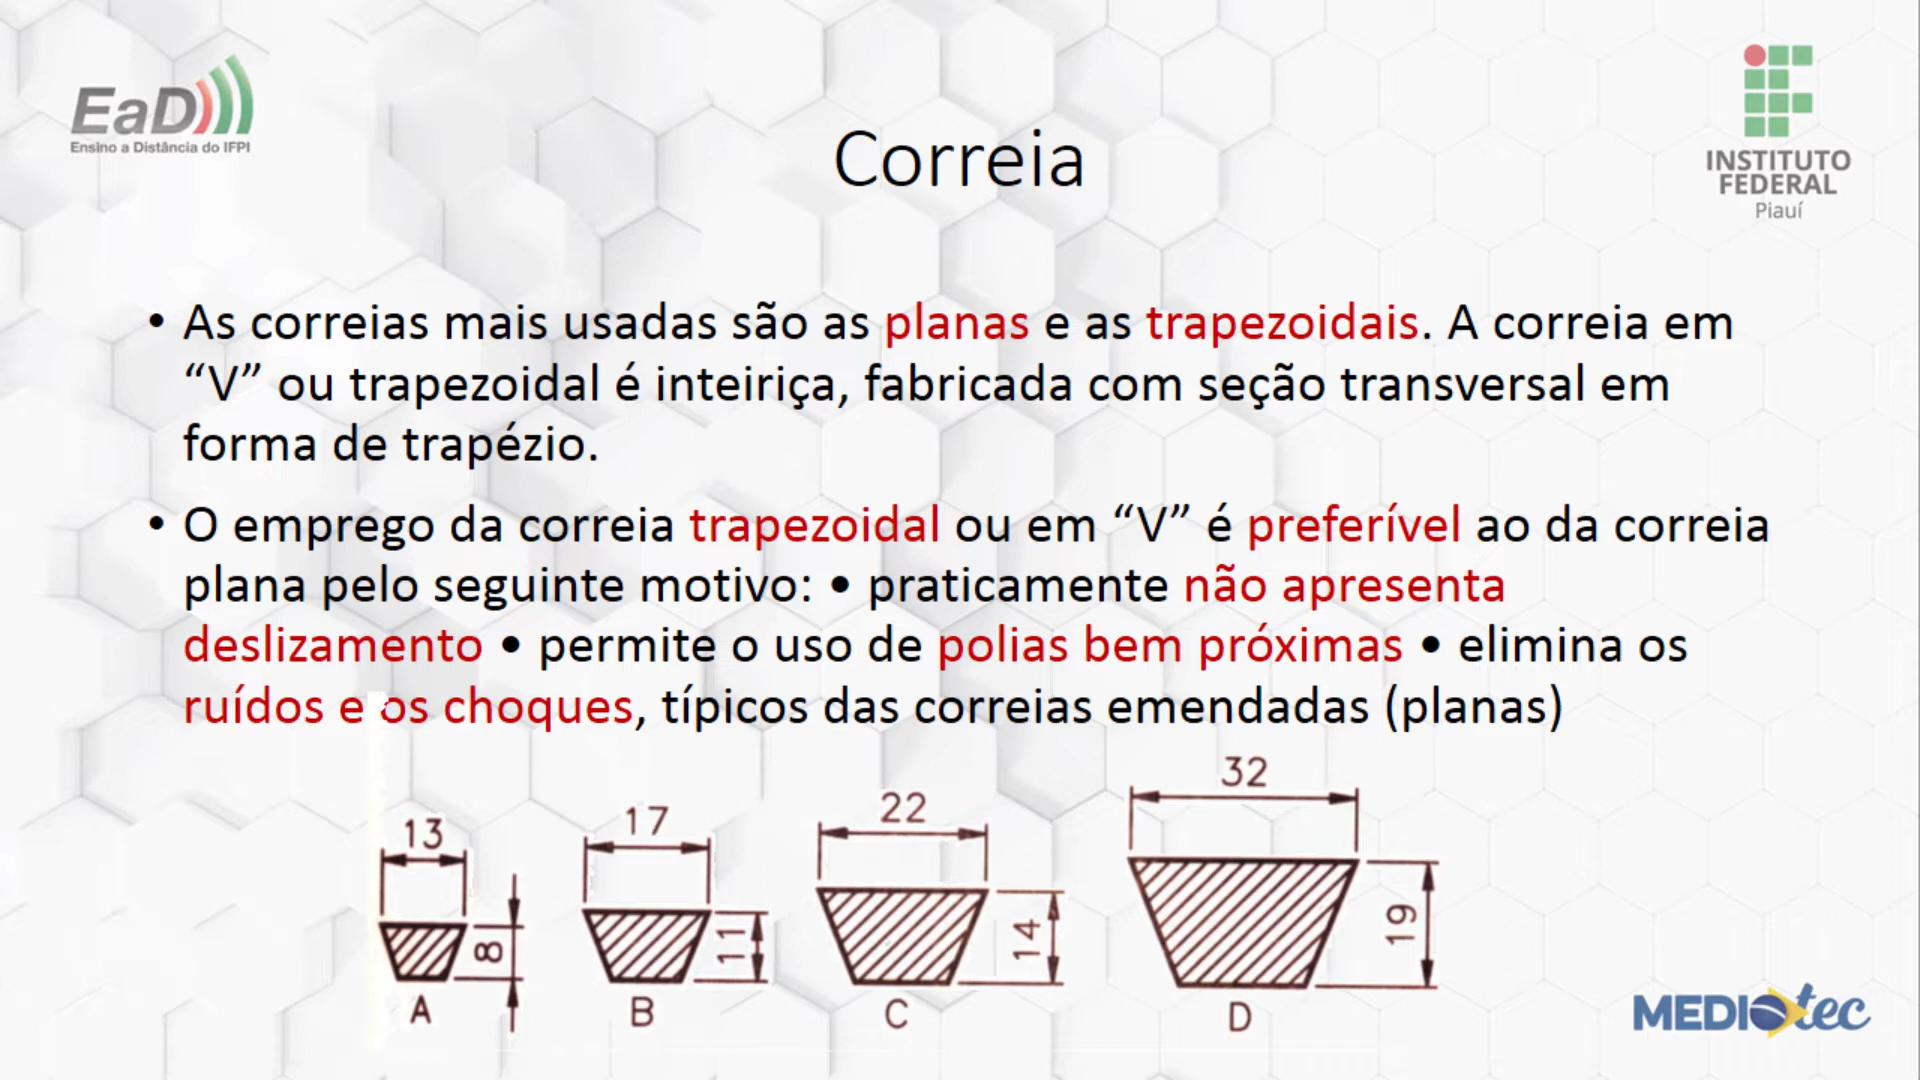 EaD
Ensino a Distância do IFPI
INSTITUTO
FEDERAL
Piauí
Correia
• As correias mais usadas são as planas e as trapezoidais. A correia em
“V” ou trapezoidal é inteiriça, fabricada com seção transversal em
forma de trapézio.
• O emprego da correia trapezoidal ou em “V” é preferível ao da correia
plana pelo seguinte motivo: • praticamente não apresenta
deslizamento • permite o uso de polias bem próximas • elimina os
ruídos e os choques, típicos das correias emendadas (planas)
13
8
A
17
11
B
22
14
C
32
19
D
MEDIOtec